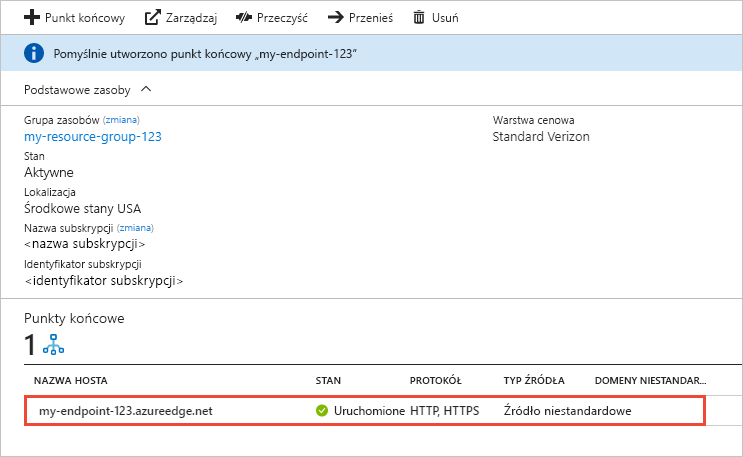 Punkt końcowy Zarządzaj Przeczyść Przenieś Usuń
Pomyślnie utworzono punkt końcowy „my-endpoint-123”
Podstawowe zasoby
Grupa zasobów (zmiana) Warstwa cenowa
my-resource-group-123 Standard Verizon
Stan
Aktywne
Lokalizacja
Środkowe stany USA
Nazwa subskrypcji (zmiana)
<nazwa subskrypcji>
Identyfikator subskrypcji
<identyfikator subskrypcji>
Punkty końcowe
1
NAZWA HOSTA STAN PROTOKÓŁ TYP ŹRÓDŁA DOMENY NIESTANDAR...
my-endpoint-123.azureedge.net Uruchomione HTTP, HTTPS Źródło niestandardowe